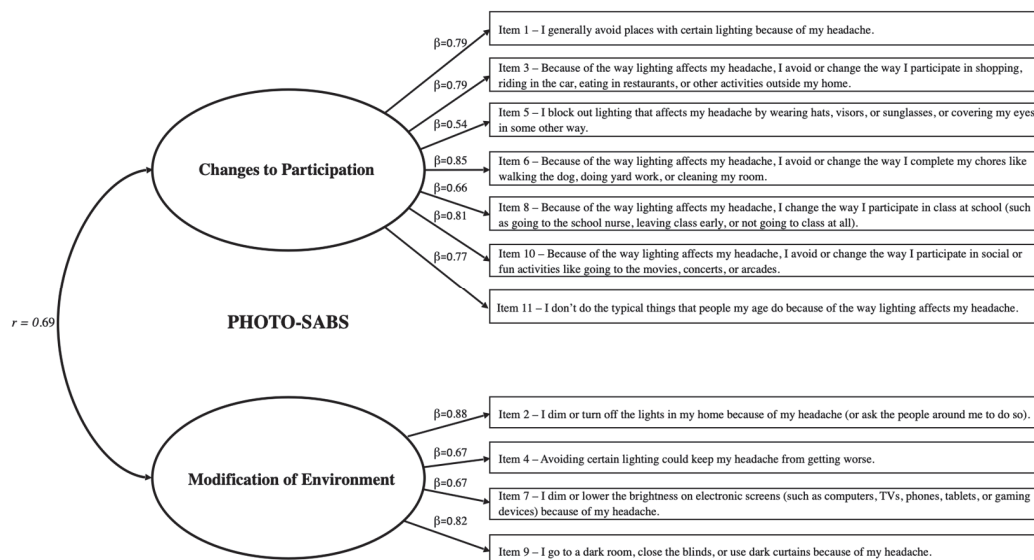 β=0.79
Item 1 – I generally avoid places with certain lighting because of my headache.
β=0.79
Item 3 – Because of the way lighting affects my headache, I avoid or change the way I participate in shopping,
riding in the car, eating in restaurants, or other activities outside my home.
β=0.54
Item 5 – I block out lighting that affects my headache by wearing hats, visors, or sunglasses, or covering my eyes
in some other way.
Changes to Participation
β=0.85
Item 6 – Because of the way lighting affects my headache, I avoid or change the way I complete my chores like
walking the dog, doing yard work, or cleaning my room.
β=0.66
Item 8 – Because of the way lighting affects my headache, I change the way I participate in class at school (such
as going to the school nurse, leaving class early, or not going to class at all).
β=0.81
Item 10 – Because of the way lighting affects my headache, I avoid or change the way I participate in social or
fun activities like going to the movies, concerts, or arcades.
β=0.77
Item 11 – I don’t do the typical things that people my age do because of the way lighting affects my headache.
r = 0.69
PHOTO-SABS
β=0.88
Item 2 – I dim or turn off the lights in my home because of my headache (or ask the people around me to do so).
β=0.67
Item 4 – Avoiding certain lighting could keep my headache from getting worse.
Modification of Environment
β=0.67
Item 7 – I dim or lower the brightness on electronic screens (such as computers, TVs, phones, tablets, or gaming
devices) because of my headache.
β=0.82
Item 9 – I go to a dark room, close the blinds, or use dark curtains because of my headache.